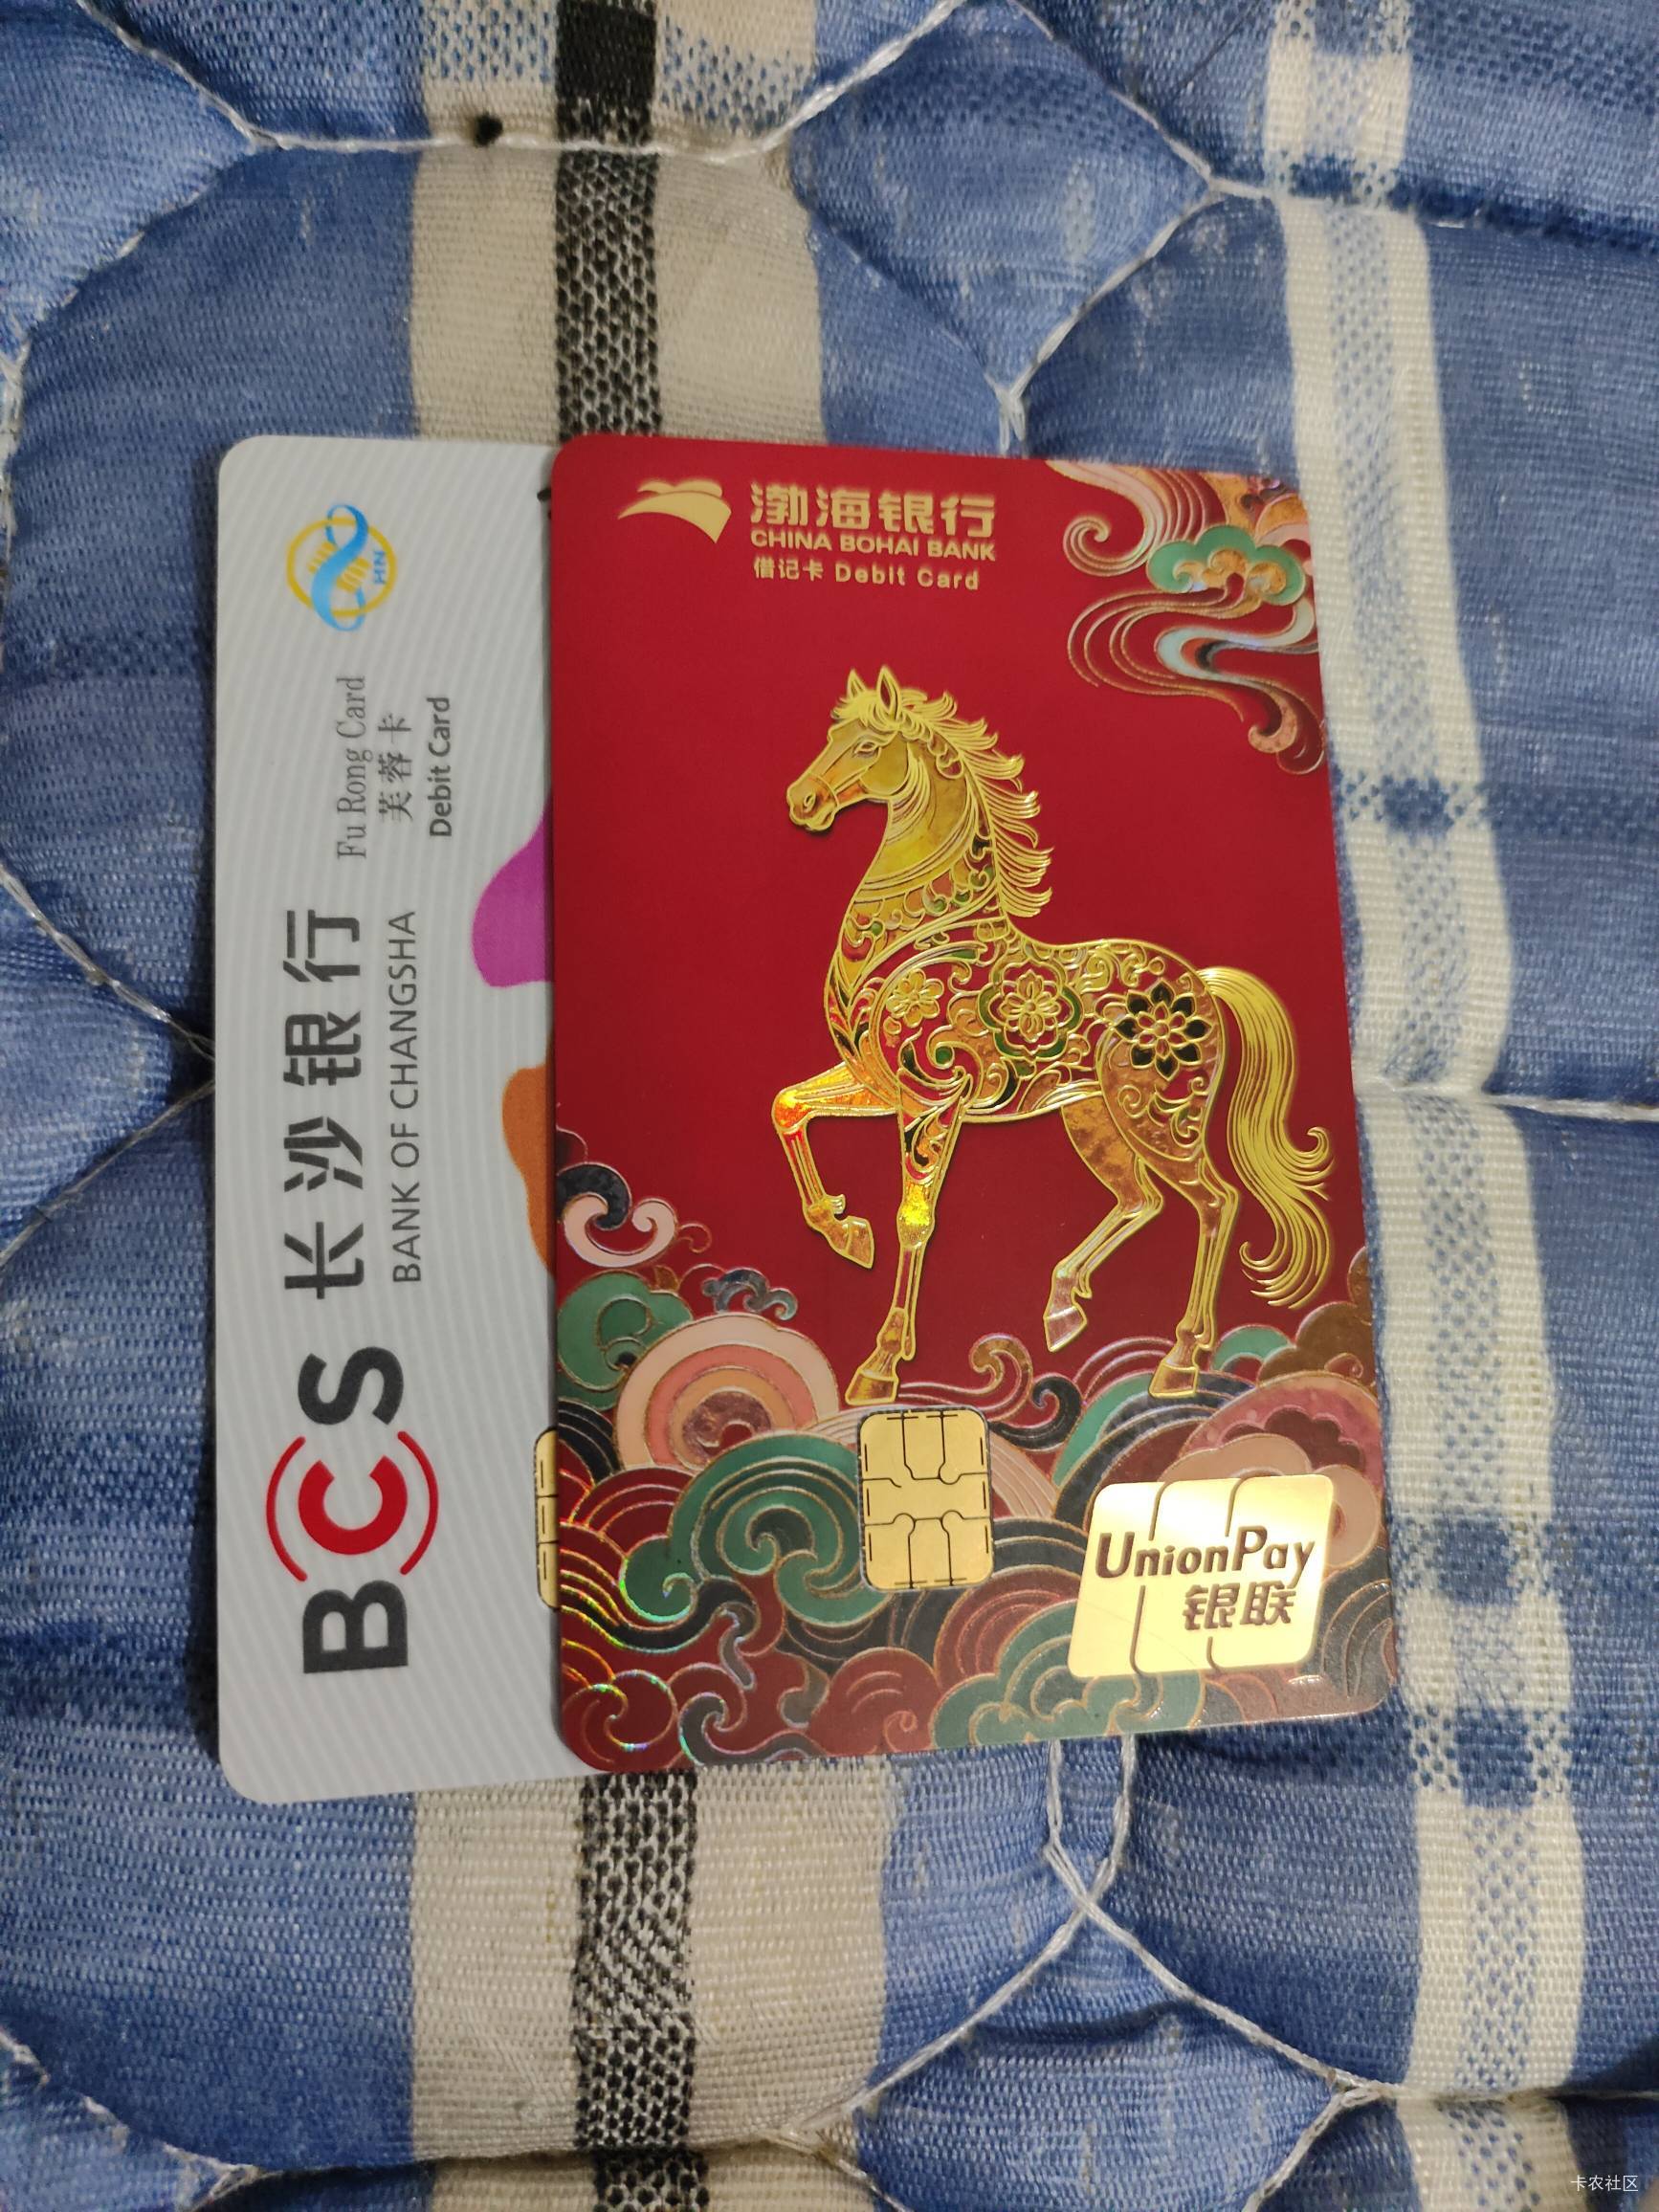 渤海银行
CHINA BOHAI BANK
借记卡 Debit Card
UnionPay
银联
BCS 长沙银行
BANK OF CHANGSHA
HN
Fu Rong Card
芙蓉卡
Debit Card
卡农社区